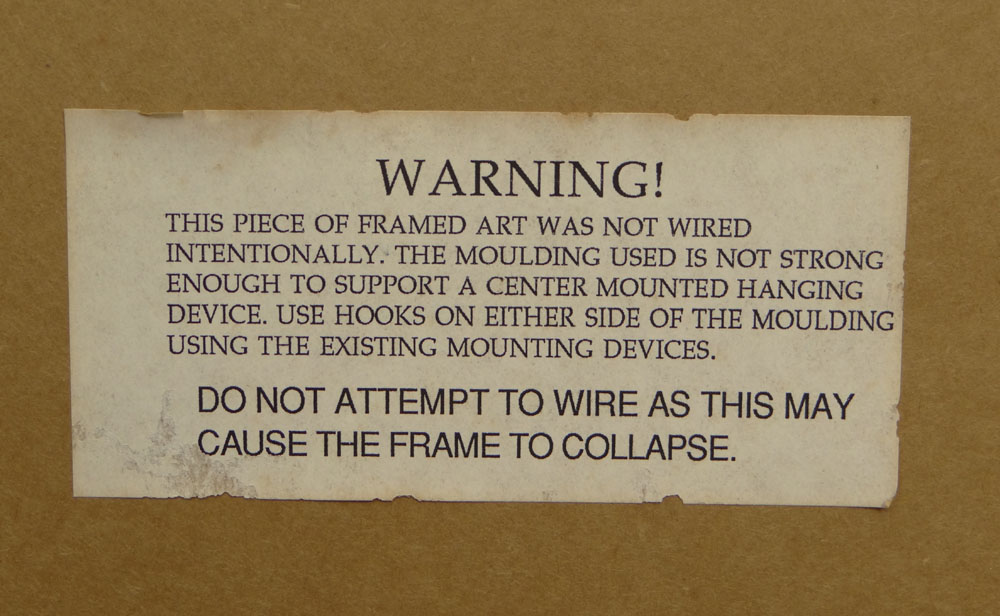 WARNING!
THIS PIECE OF FRAMED ART WAS NOT WIRED
INTENTIONALLY. THE MOULDING USED IS NOT STRONG
ENOUGH TO SUPPORT A CENTER MOUNTED HANGING
DEVICE. USE HOOKS ON EITHER SIDE OF THE MOULDING
USING THE EXISTING MOUNTING DEVICES.
DO NOT ATTEMPT TO WIRE AS THIS MAY
CAUSE THE FRAME TO COLLAPSE.